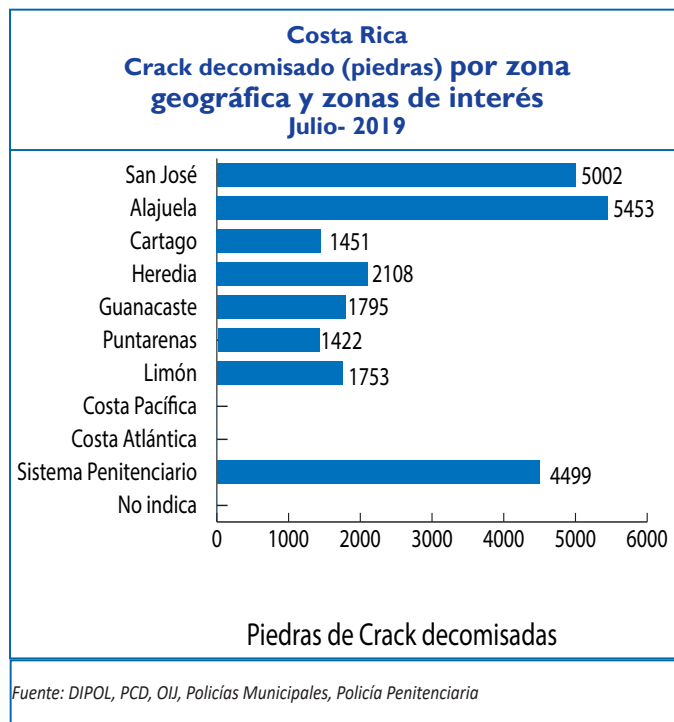 Costa Rica
Crack decomisado (piedras) por zona
geográfica y zonas de interés
Julio- 2019
San José 5002
Alajuela 5453
Cartago 1451
Heredia 2108
Guanacaste 1795
Puntarenas 1422
Limón 1753
Costa Pacífica
Costa Atlántica
Sistema Penitenciario 4499
No indica
0 1000 2000 3000 4000 5000 6000
Piedras de Crack decomisadas
Fuente: DIPOL, PCD, OIJ, Policías Municipales, Policía Penitenciaria